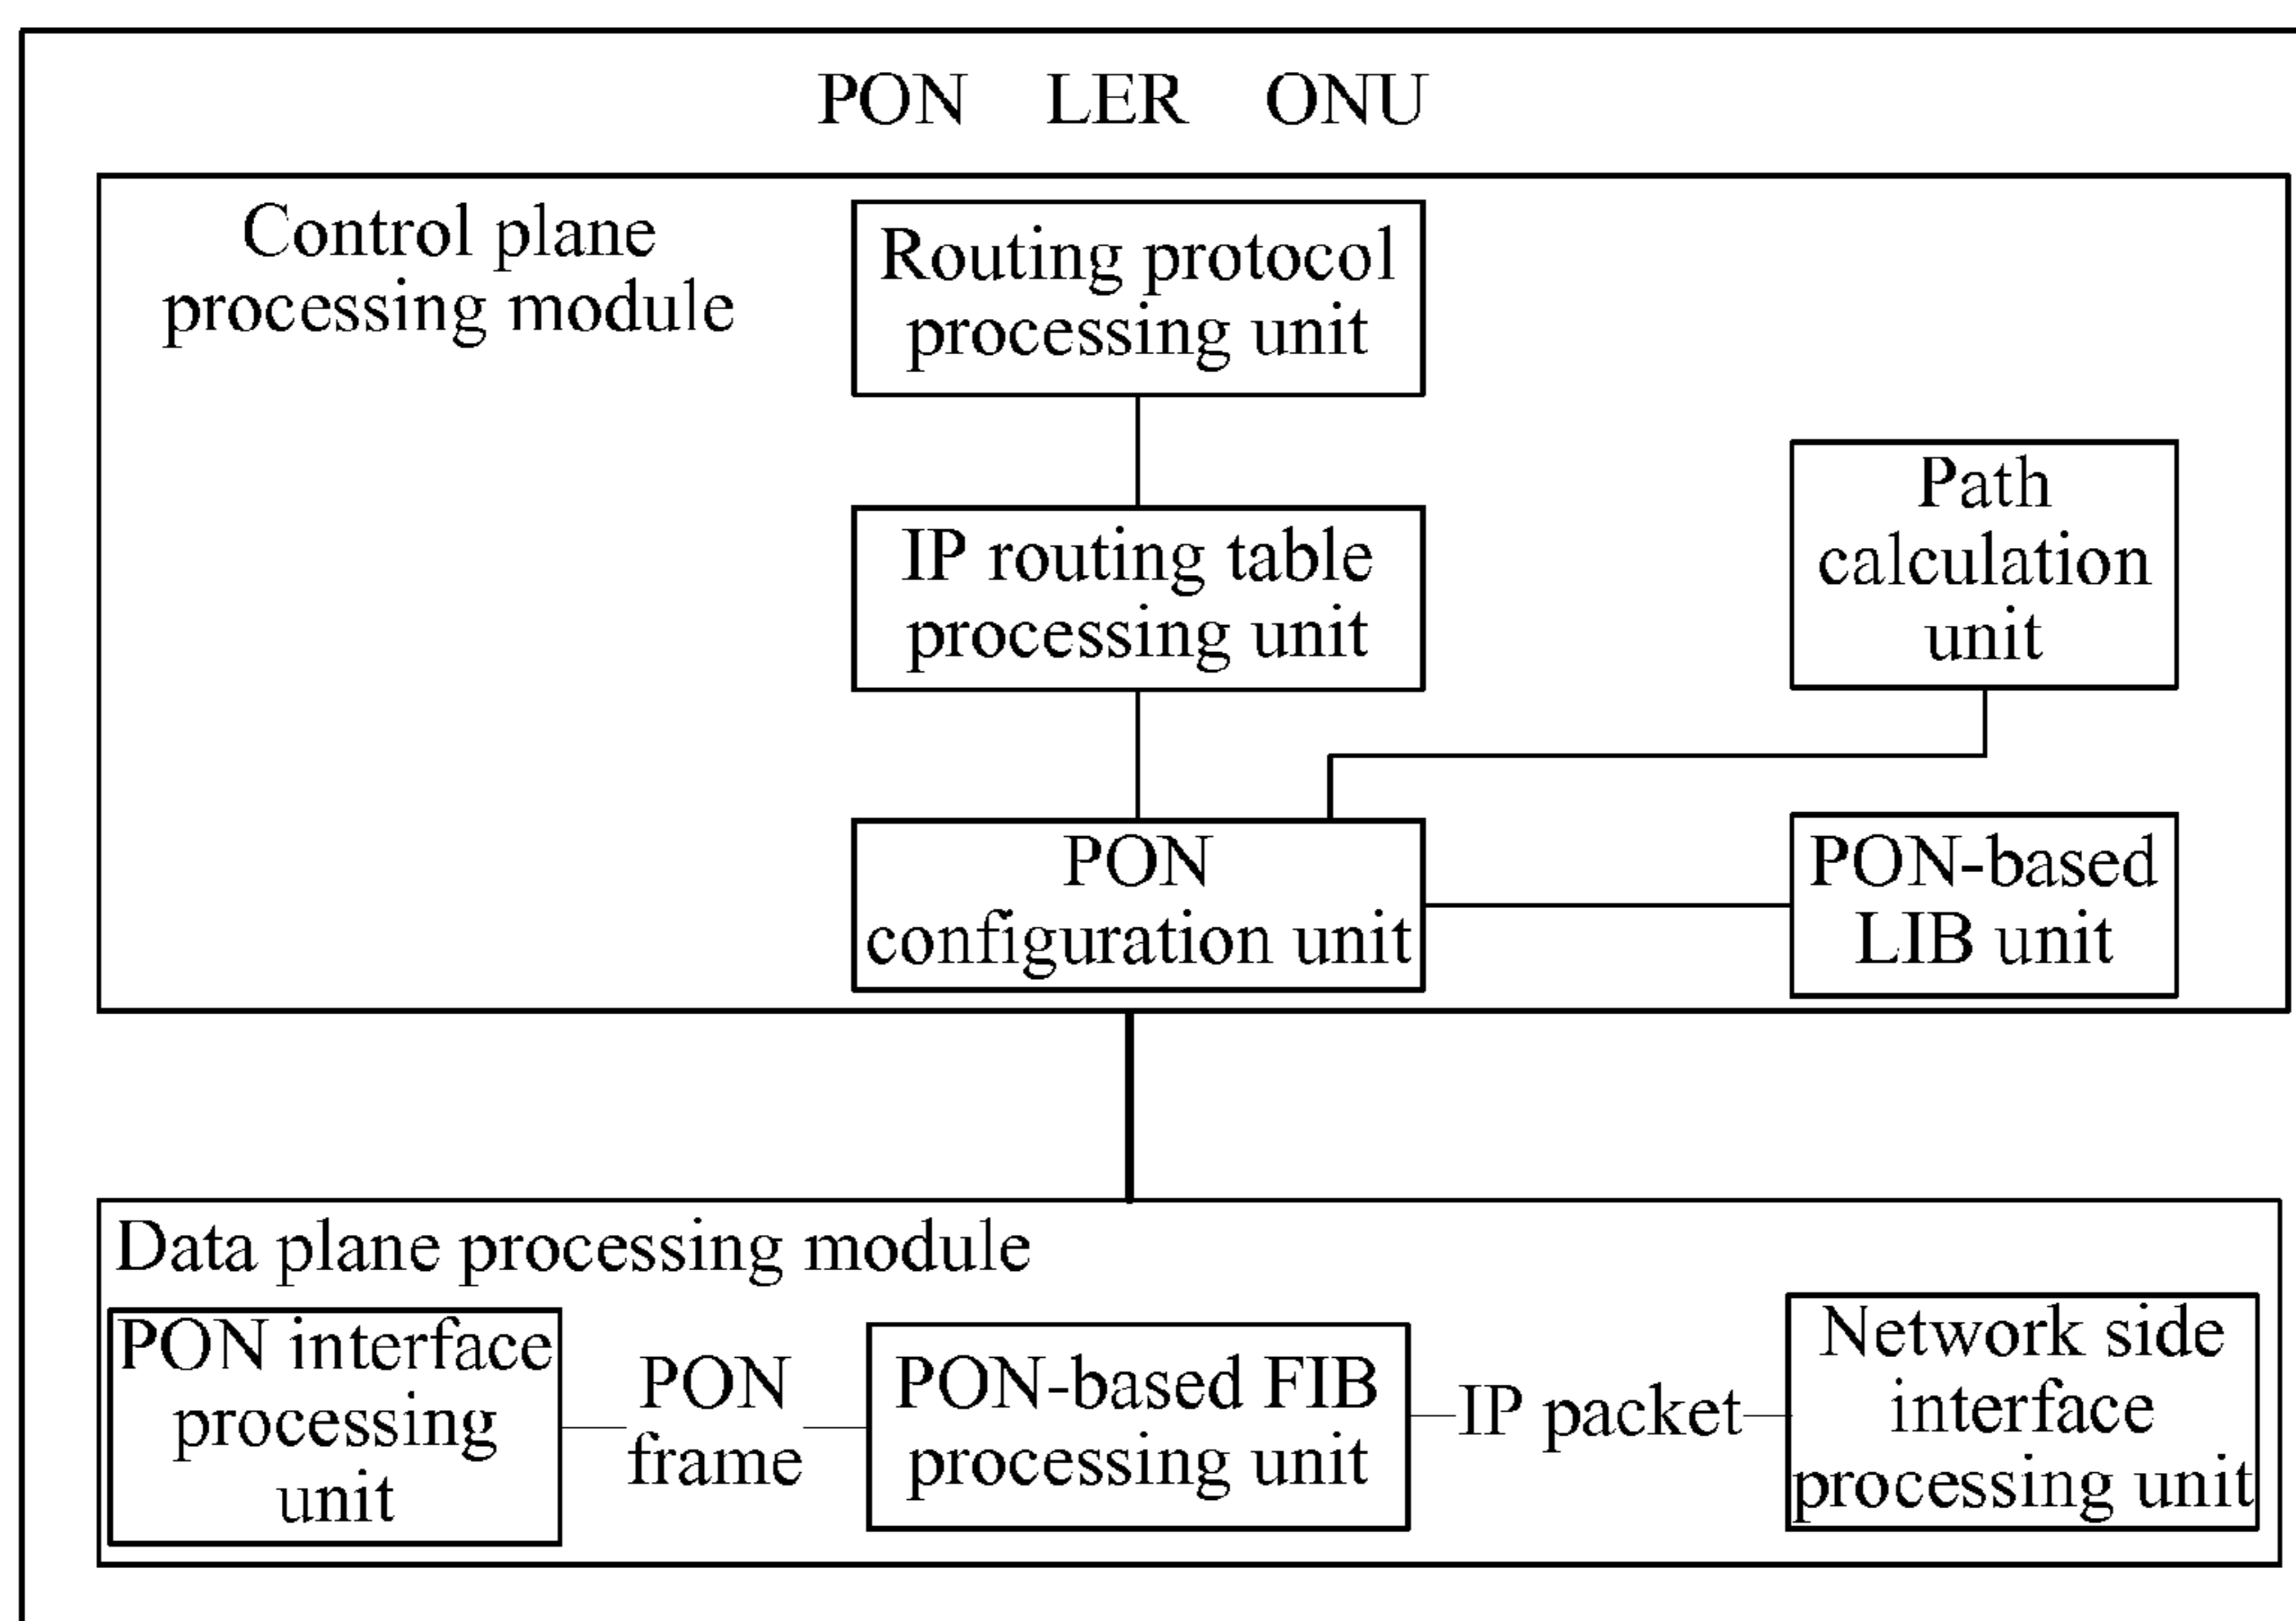 PON LER ONU
Control plane
processing module
Routing protocol
processing unit
IP routing table
processing unit
Path
calculation
unit
PON
configuration unit
PON-based
LIB unit
Data plane processing module
PON interface
processing
unit
PON
frame
PON-based FIB
processing unit
IP packet
Network side
interface
processing unit